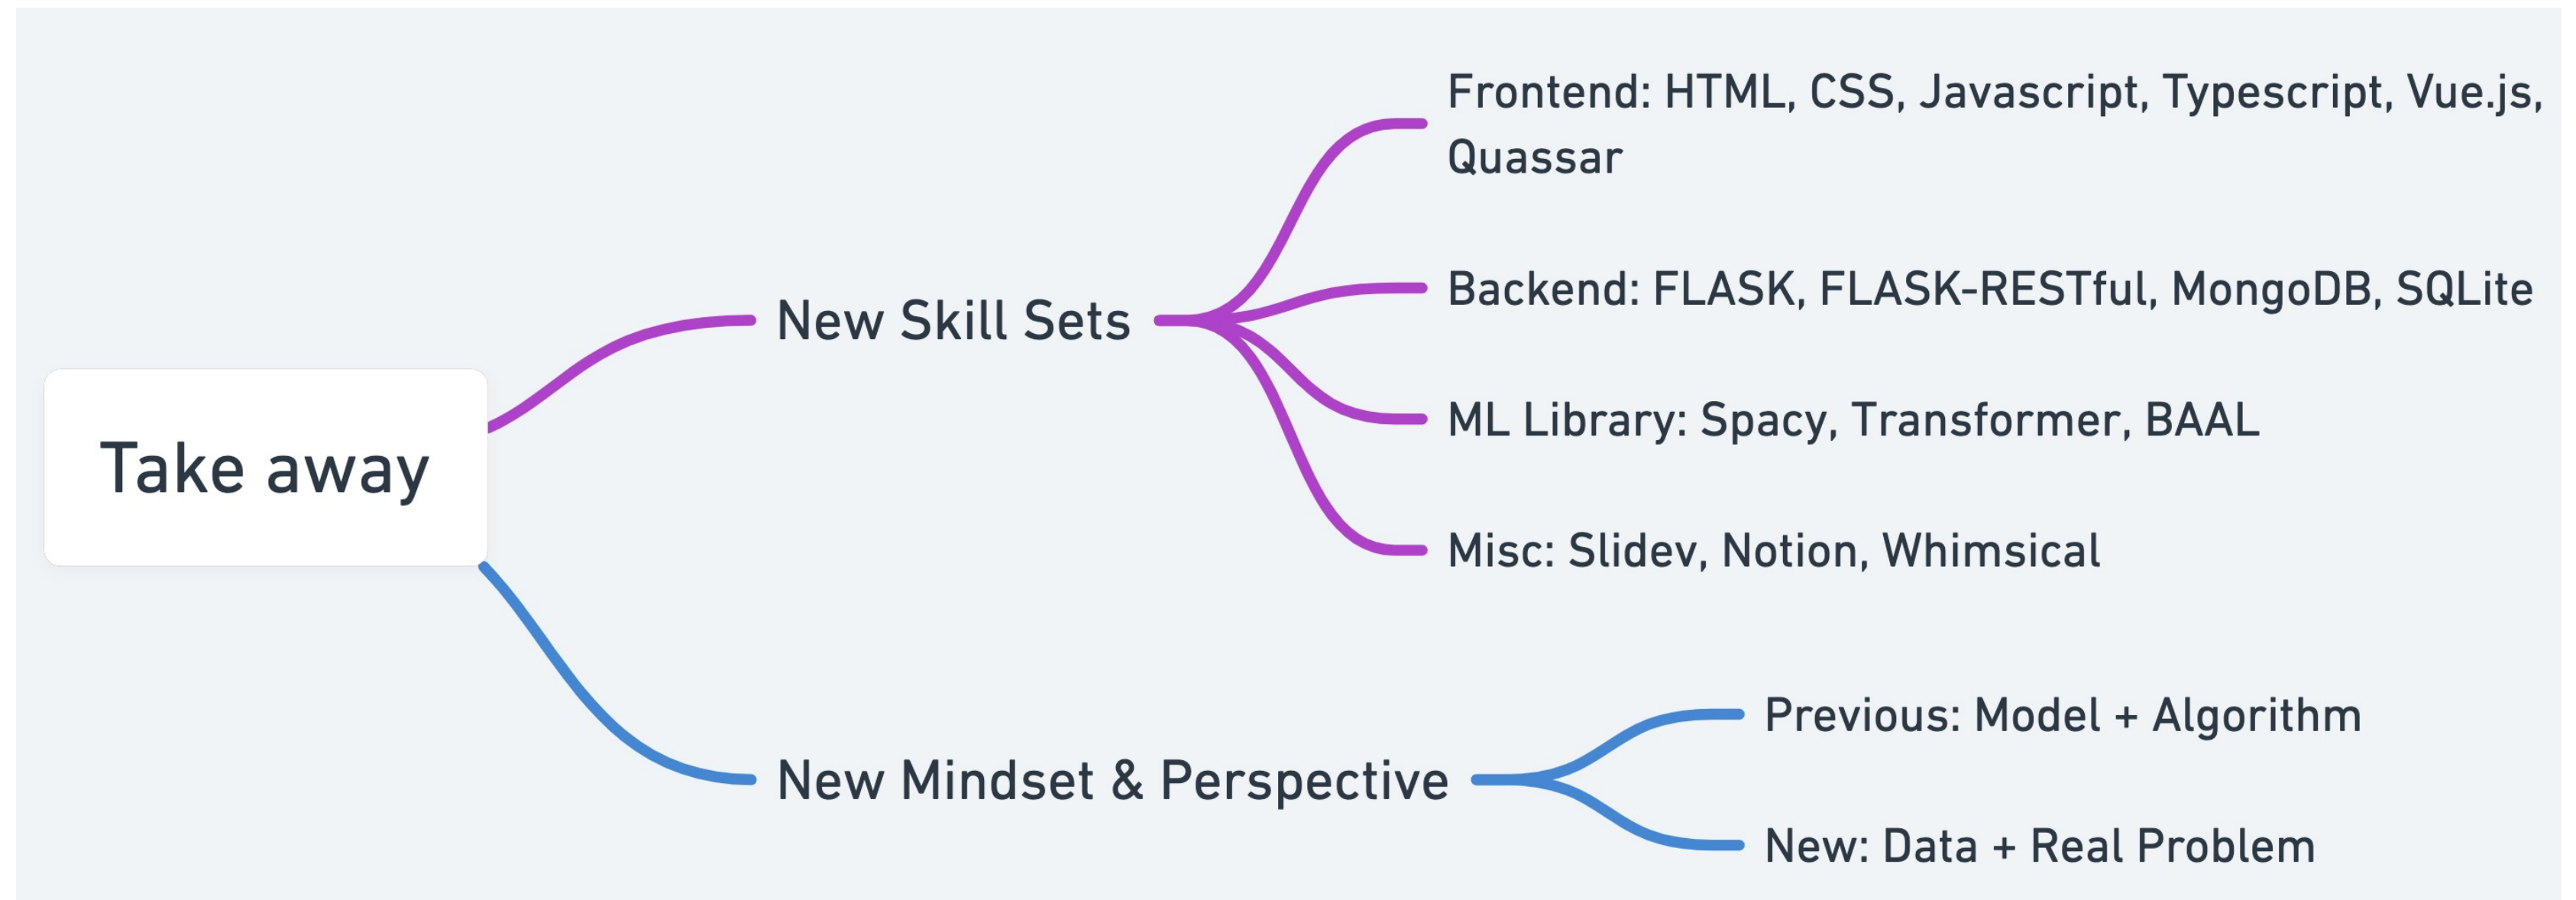 Take away
New Skill Sets
Frontend: HTML, CSS, Javascript, Typescript, Vue.js,
Quassar
Backend: FLASK, FLASK-RESTful, MongoDB, SQLite
ML Library: Spacy, Transformer, BAAL
Misc: Slidev, Notion, Whimsical
New Mindset & Perspective
Previous: Model + Algorithm
New: Data + Real Problem